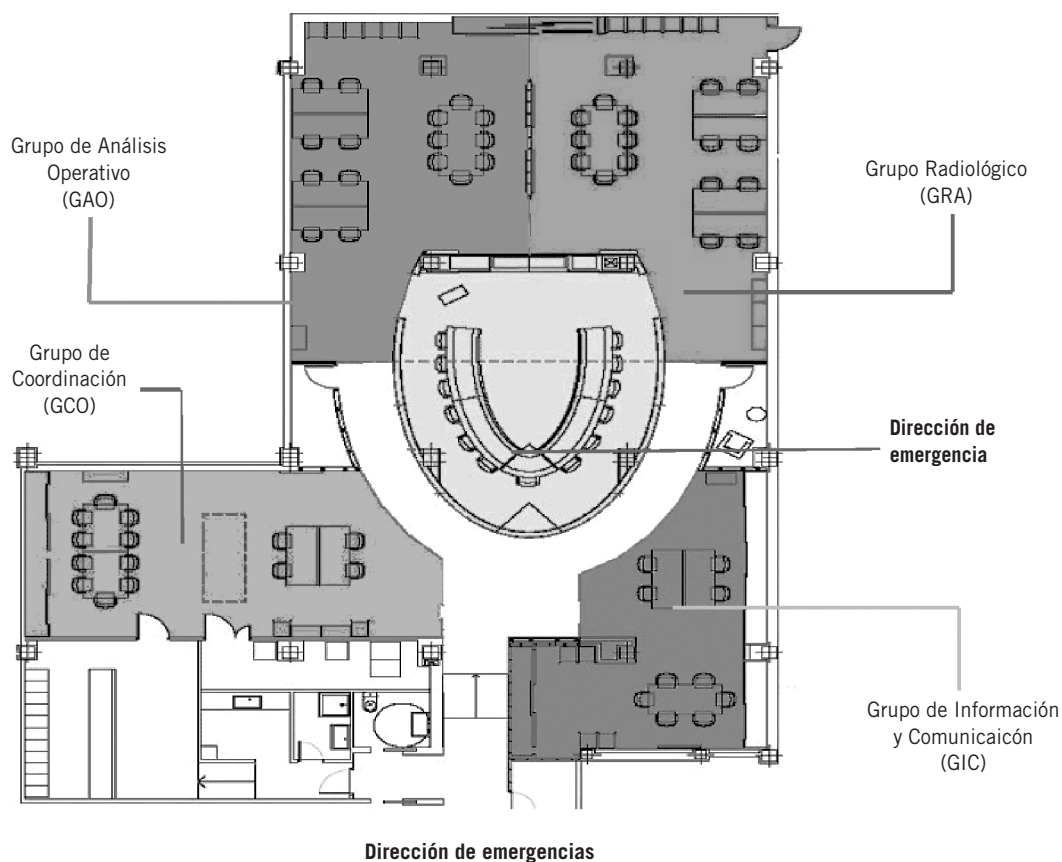 Grupo de Análisis
Operativo
(GAO)
Grupo Radiológico
(GRA)
Grupo de
Coordinación
(GCO)
Dirección de
emergencia
Grupo de Información
y Comunicaicón
(GIC)
Dirección de emergencias